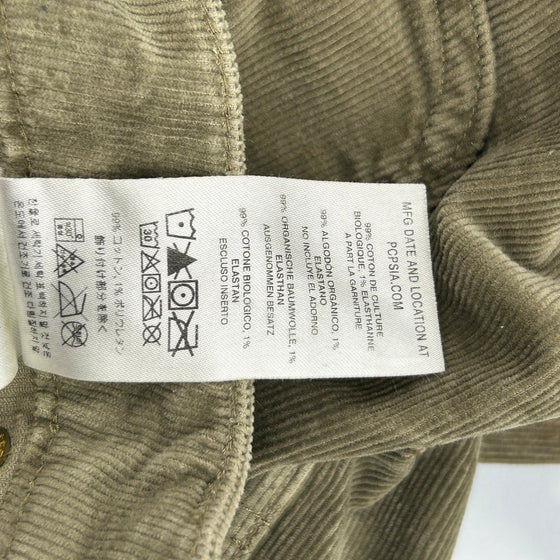 MFG DATE AND LOCATION AT
PCPSIA.COM
99% COTON DE CULTURE
BIOLOGIQUE, 1% ELASTHANNE
A PART LA GARNITURE
99% ALGODÓN ORGÁNICO, 1%
ELASTANO
NO INCLUYE EL ADORNO
99% ORGANISCHE BAUMWOLLE, 1%
ELASTHAN
AUSGENOMMEN BESATZ
99% COTONE BIOLOGICO, 1%
ELASTAN
ESCLUSO INSERTO
30
30
99% コットン, 1% ポリウレタン
飾り付け部分を除く